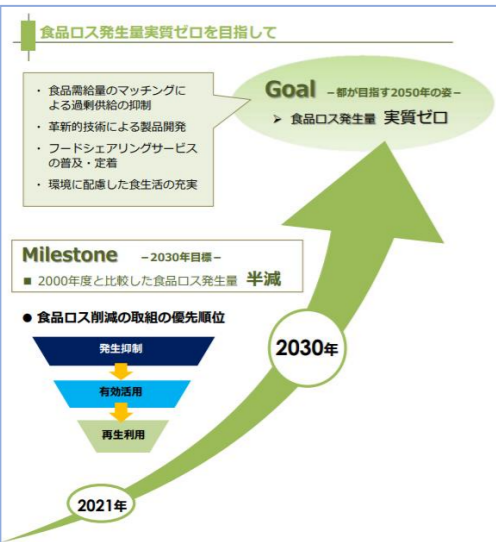 食品ロス発生量実質ゼロを目指して
・ 食品需給量のマッチングに
よる過剰供給の抑制
・ 革新的技術による製品開発
・ フードシェアリングサービス
の普及・定着
・ 環境に配慮した食生活の充実
Goal －都が目指す2050年の姿－
➢ 食品ロス発生量 実質ゼロ
Milestone －2030年目標－
■ 2000年度と比較した食品ロス発生量 半減
● 食品ロス削減の取組の優先順位
発生抑制
有効活用
再生利用
2030年
2021年